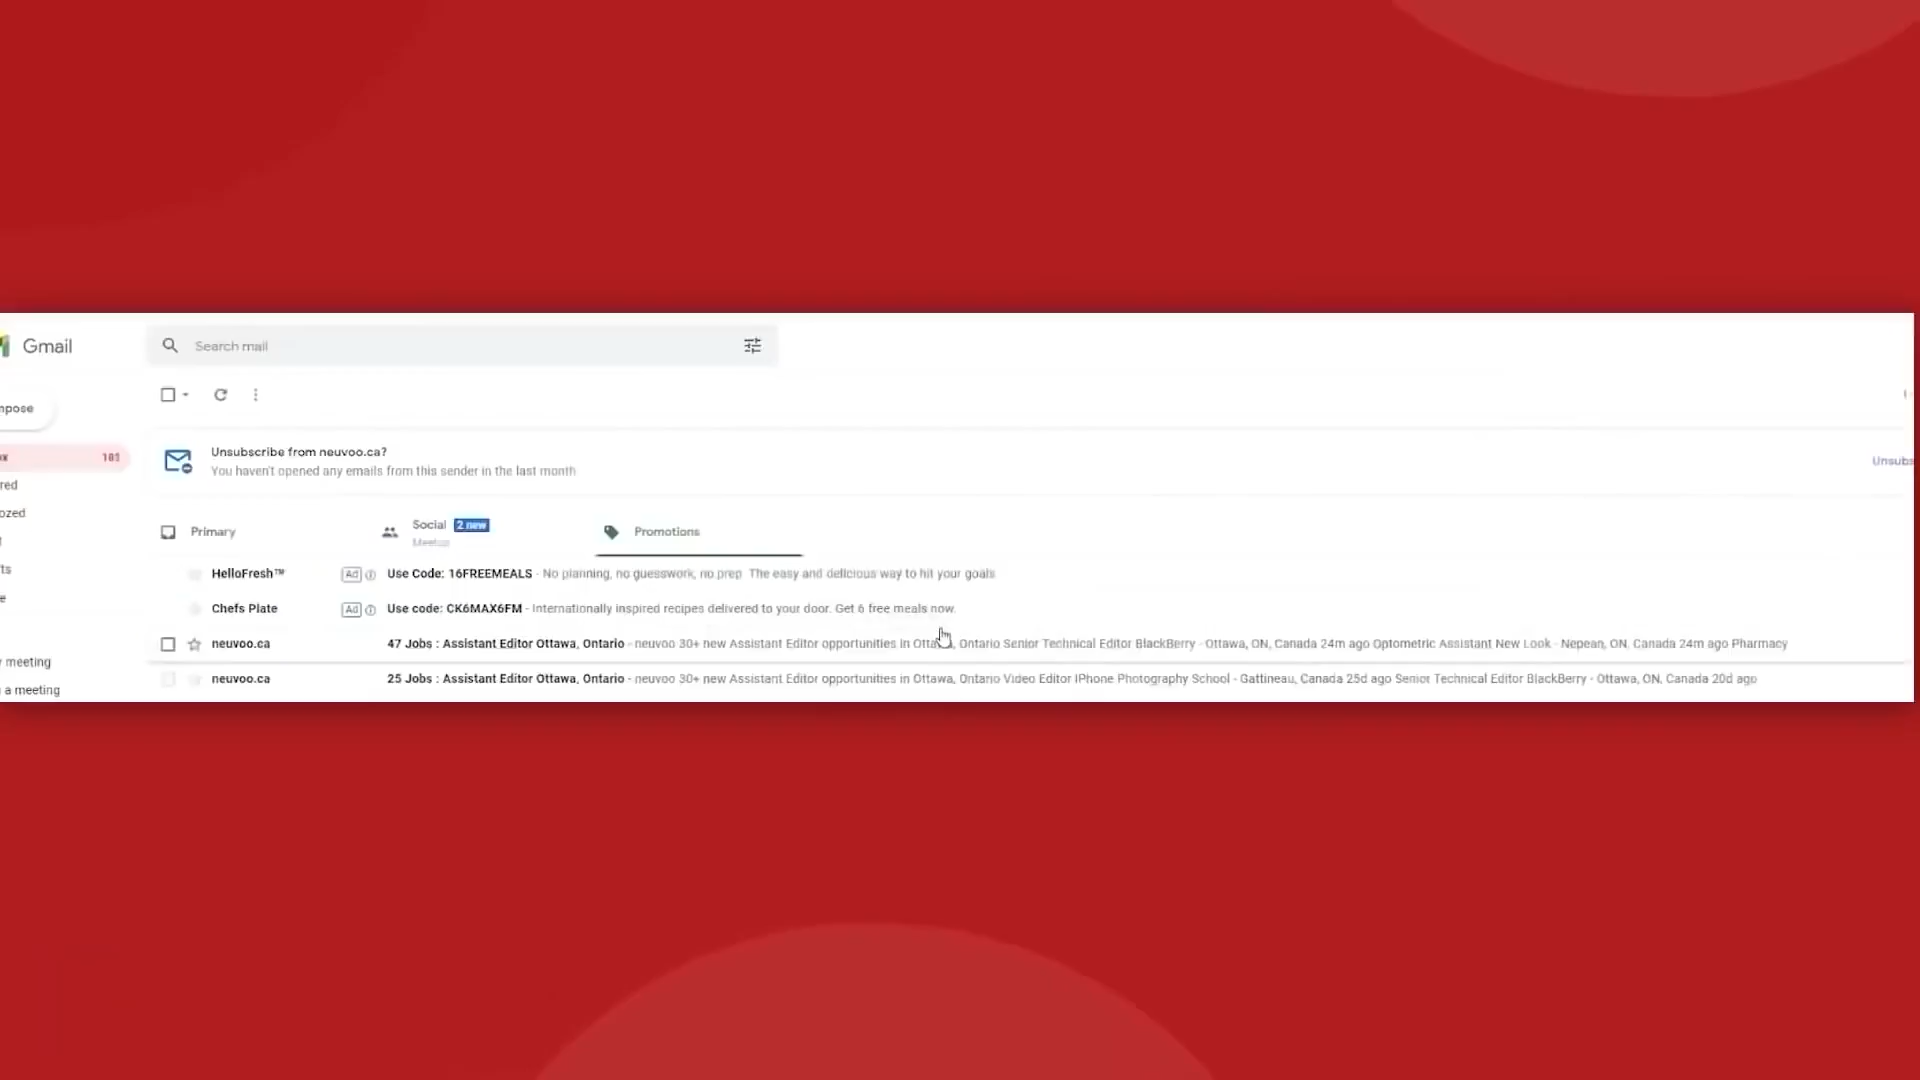 Gmail
Search mail
mpose
181
Unsubscribe from neuvoo.ca?
You haven't opened any emails from this sender in the last month
Unsubs
red
ozed
Primary
Social 2 new
Meetup
Promotions
ts
e
HelloFresh™ Ad Use Code: 16FREEMEALS - No planning, no guesswork, no prep The easy and delicious way to hit your goals
Chefs Plate Ad Use code: CK6MAX6FM - Internationally inspired recipes delivered to your door. Get 6 free meals now.
neuvoo.ca 47 Jobs : Assistant Editor Ottawa, Ontario - neuvoo 30+ new Assistant Editor opportunities in Ottawa, Ontario Senior Technical Editor BlackBerry - Ottawa, ON, Canada 24m ago Optometric Assistant New Look - Nepean, ON, Canada 24m ago Pharmacy
meeting
neuvoo.ca 25 Jobs : Assistant Editor Ottawa, Ontario - neuvoo 30+ new Assistant Editor opportunities in Ottawa, Ontario Video Editor IPhone Photography School - Gattineau, Canada 25d ago Senior Technical Editor BlackBerry - Ottawa, ON, Canada 20d ago
a meeting